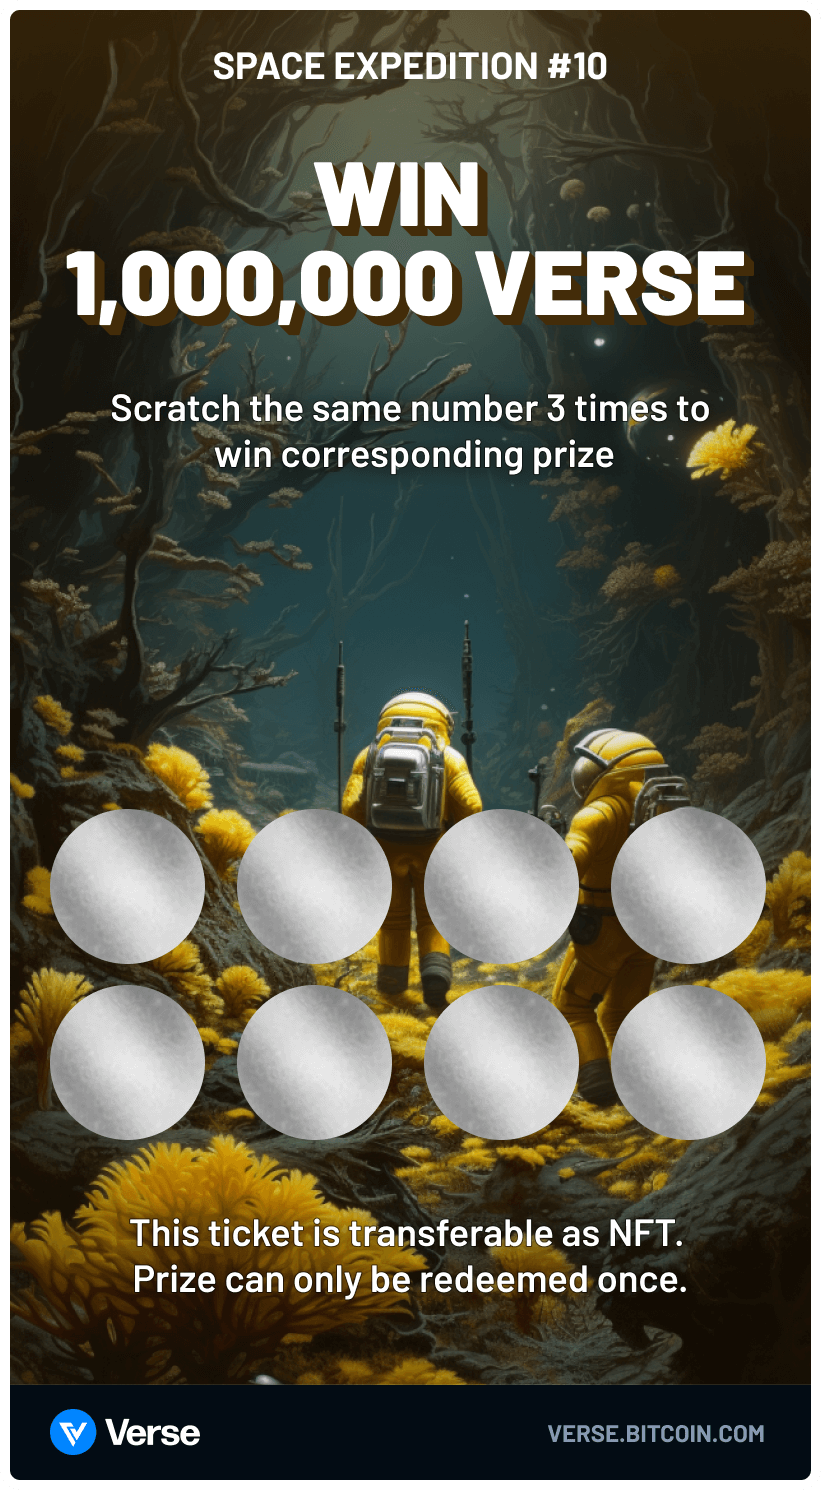 SPACE EXPEDITION #10
WIN
1,000,000 VERSE
Scratch the same number 3 times to
win corresponding prize
This ticket is transferable as NFT.
Prize can only be redeemed once.
Verse
VERSE.BITCOIN.COM